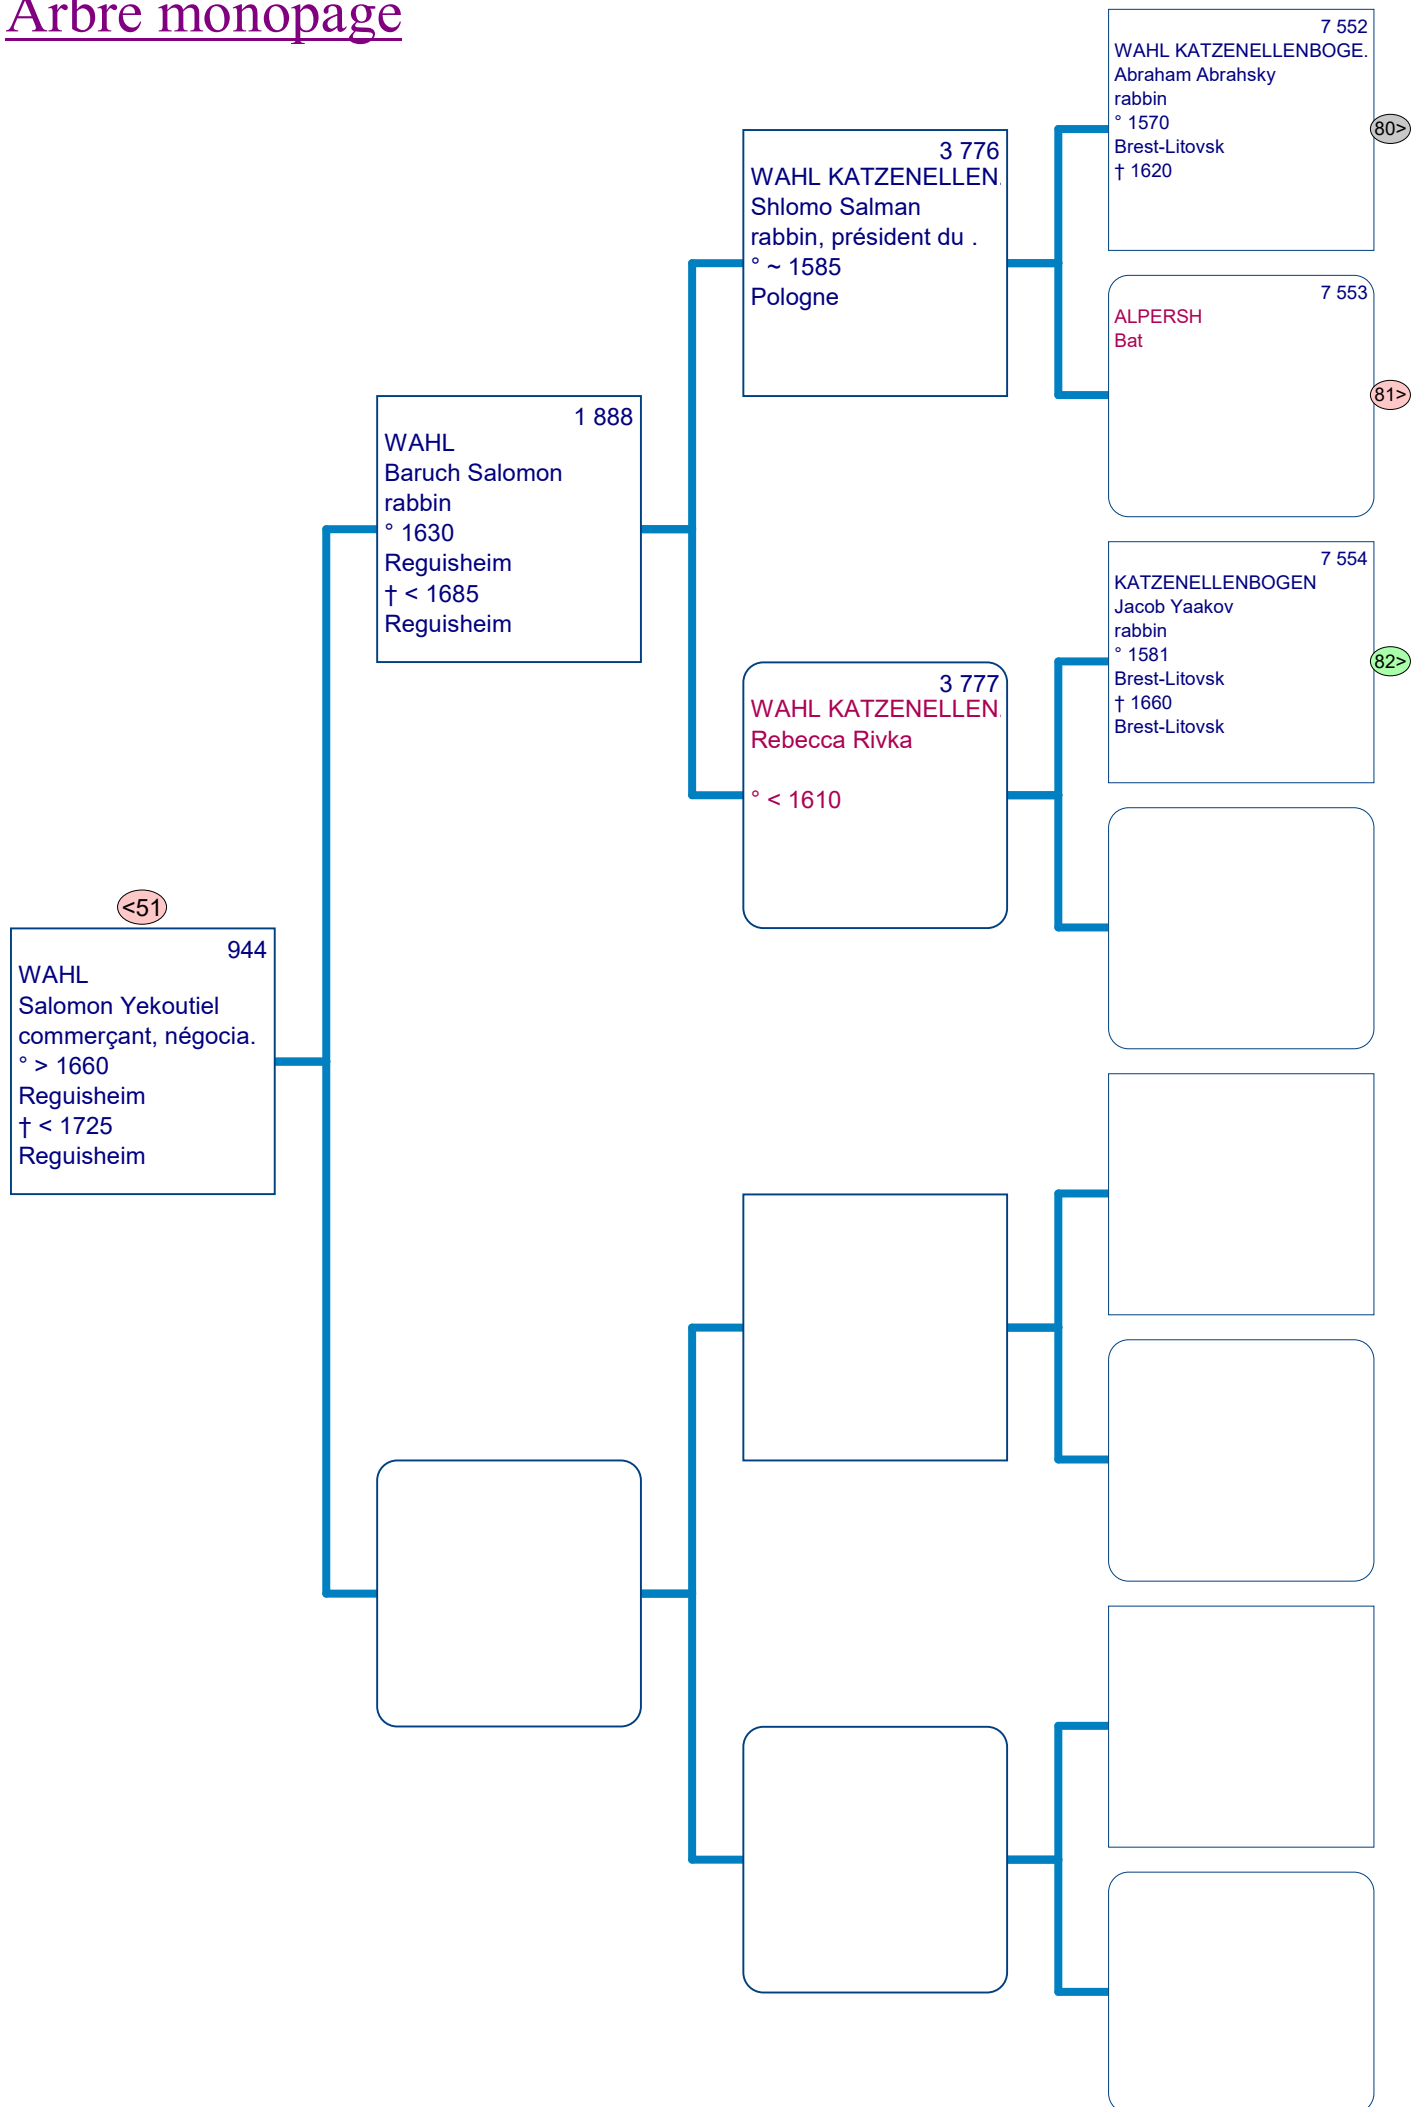 Arbre monopage
7 552
WAHL KATZENELLENBOGE.
Abraham Abrahsky
rabbin
° 1570
Brest-Litovsk
† 1620
80>
3 776
WAHL KATZENELLEN.
Shlomo Salman
rabbin, président du .
° ~ 1585
Pologne
7 553
ALPERSH
Bat
81>
1 888
WAHL
Baruch Salomon
rabbin
° 1630
Reguisheim
† < 1685
Reguisheim
7 554
KATZENELLENBOGEN
Jacob Yaakov
rabbin
° 1581
Brest-Litovsk
† 1660
Brest-Litovsk
82>
3 777
WAHL KATZENELLEN.
Rebecca Rivka
° < 1610
<51
944
WAHL
Salomon Yekoutiel
commerçant, négocia.
° > 1660
Reguisheim
† < 1725
Reguisheim